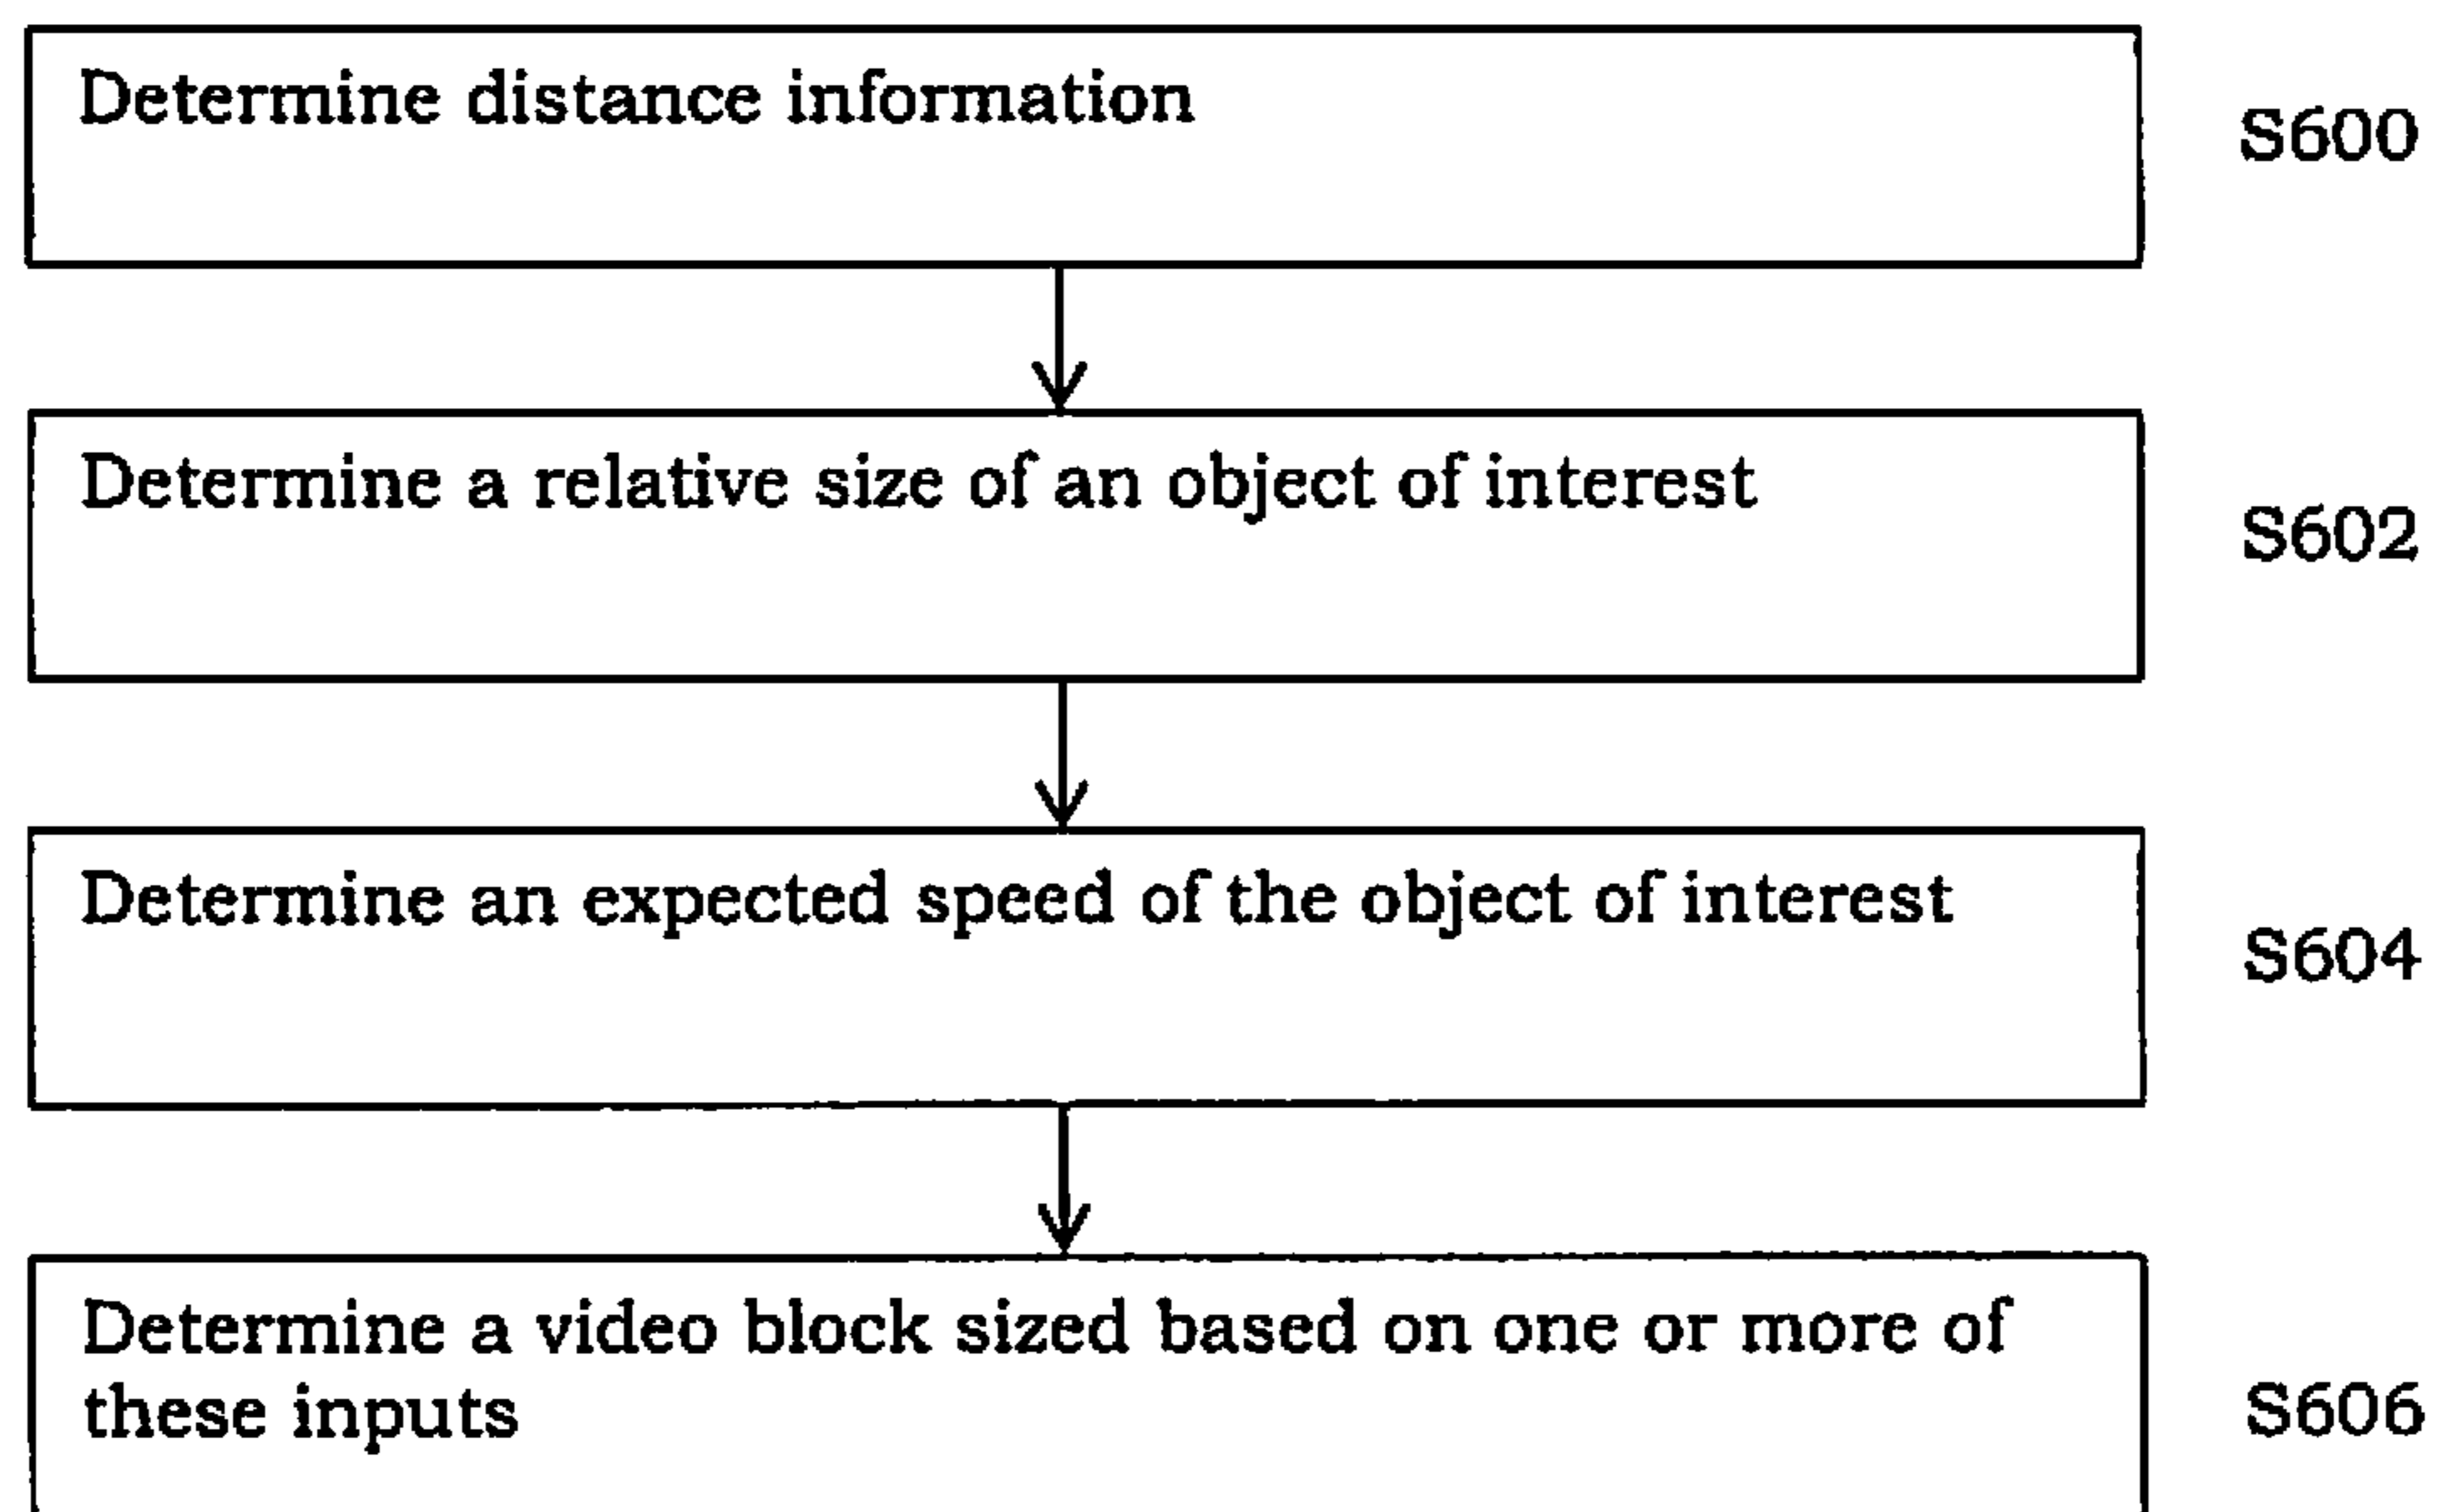 Determine distance information
S600
Determine a relative size of an object of interest
S602
Determine an expected speed of the object of interest
S604
Determine a video block sized based on one or more of
these inputs
S606